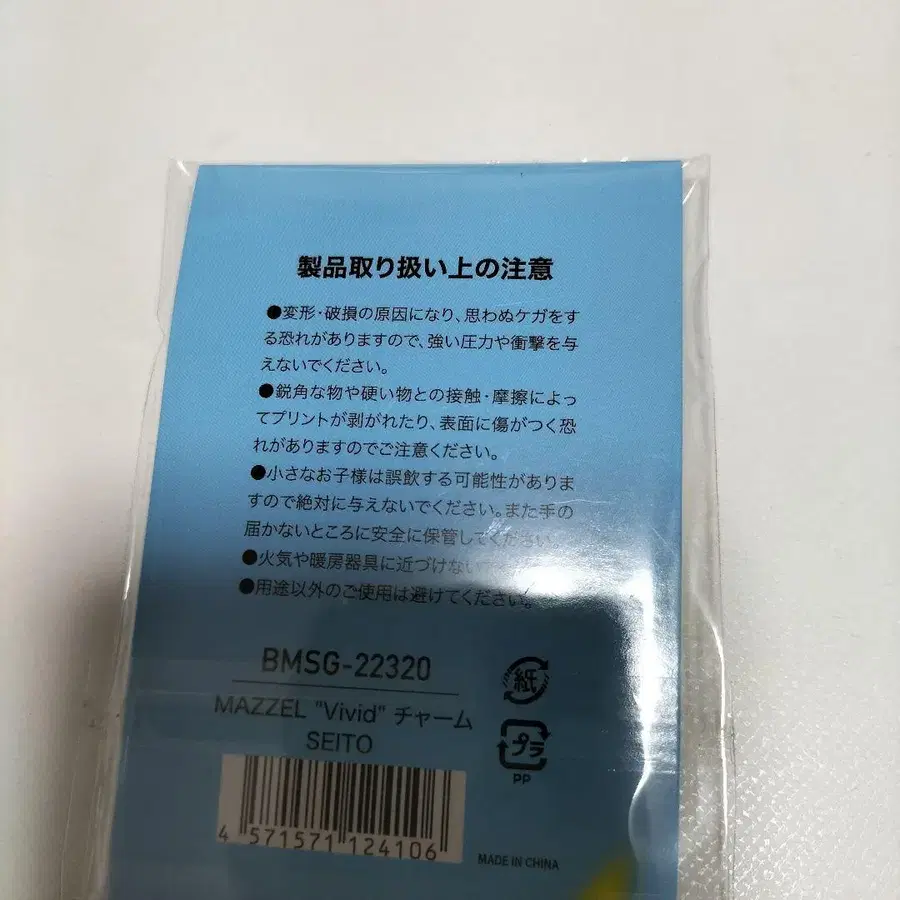 製品取り扱い上の注意
●変形・破損の原因になり、思わぬケガをす
る恐れがありますので、強い圧力や衝撃を与
えないでください。
●鋭角な物や硬い物との接触・摩擦によっ
てプリントが剥がれたり、表面に傷がつく恐
れがありますのでご注意ください。
●小さなお子様は誤飲する可能性がありま
すので絶対に与えないでください。また手の
届かないところに安全に保管してください。
●火気や暖房器具に近づけない
●用途以外のご使用は避けてください。
BMSG-22320
MAZZEL "Vivid" チャーム
SEITO
紙
プラ
PP
4 571571 124106
MADE IN CHINA